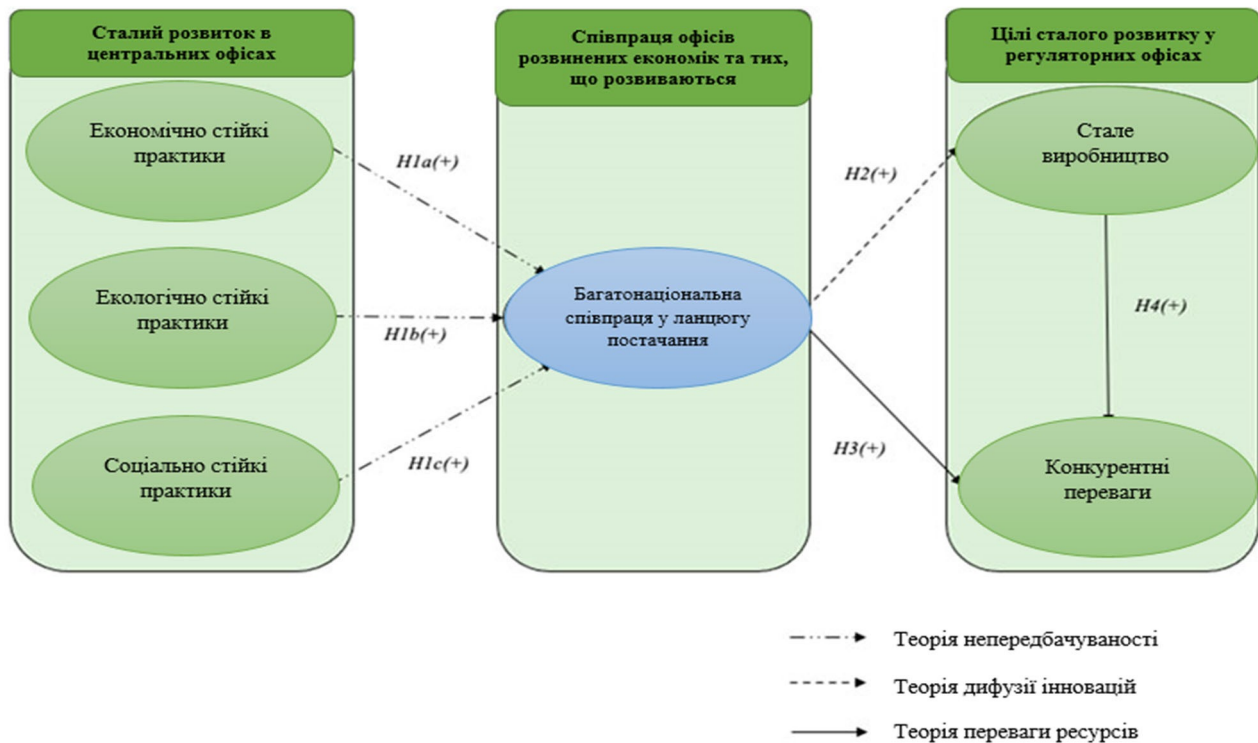 Сталий розвиток в
центральних офісах
Економічно стійкі
практики
Екологічно стійкі
практики
Соціально стійкі
практики
H1a(+)
H1b(+)
H1c(+)
Співпраця офісів
розвинених економік та тих,
що розвиваються
Багатонаціональна
співпраця у ланцюгу
постачання
H2(+)
H3(+)
Цілі сталого розвитку у
регуляторних офісах
Стале
виробництво
H4(+)
Конкурентні
переваги
Теорія непередбачуваності
Теорія дифузії інновацій
Теорія переваги ресурсів